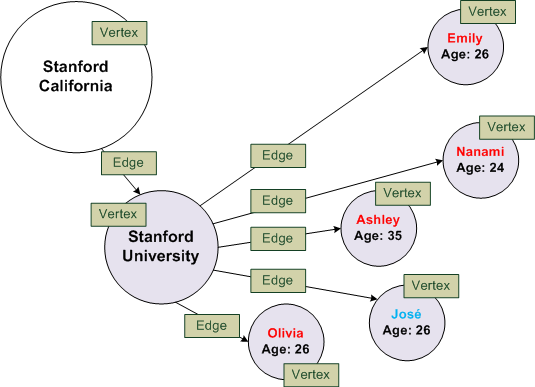 Vertex
Stanford
California
Edge
Vertex
Stanford
University
Vertex
Emily
Age: 26
Edge
Vertex
Nanami
Age: 24
Edge
Vertex
Ashley
Age: 35
Edge
Vertex
José
Age: 26
Edge
Edge
Olivia
Age: 26
Vertex